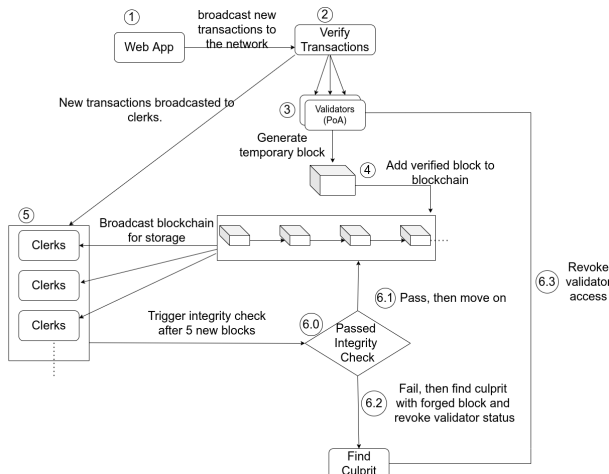 1
Web App
broadcast new
transactions to
the network
2
Verify
Transactions
New transactions broadcasted to
clerks.
3
Validators
(PoA)
Generate
temporary block
4
Add verified block to
blockchain
5
Clerks
Clerks
Clerks
Broadcast blockchain
for storage
Trigger integrity check
after 5 new blocks
6.0
Passed
Integrity
Check
6.1
Pass, then move on
6.2
Fail, then find culprit
with forged block and
revoke validator status
6.3
Revoke
validator
access
Find
Culprit